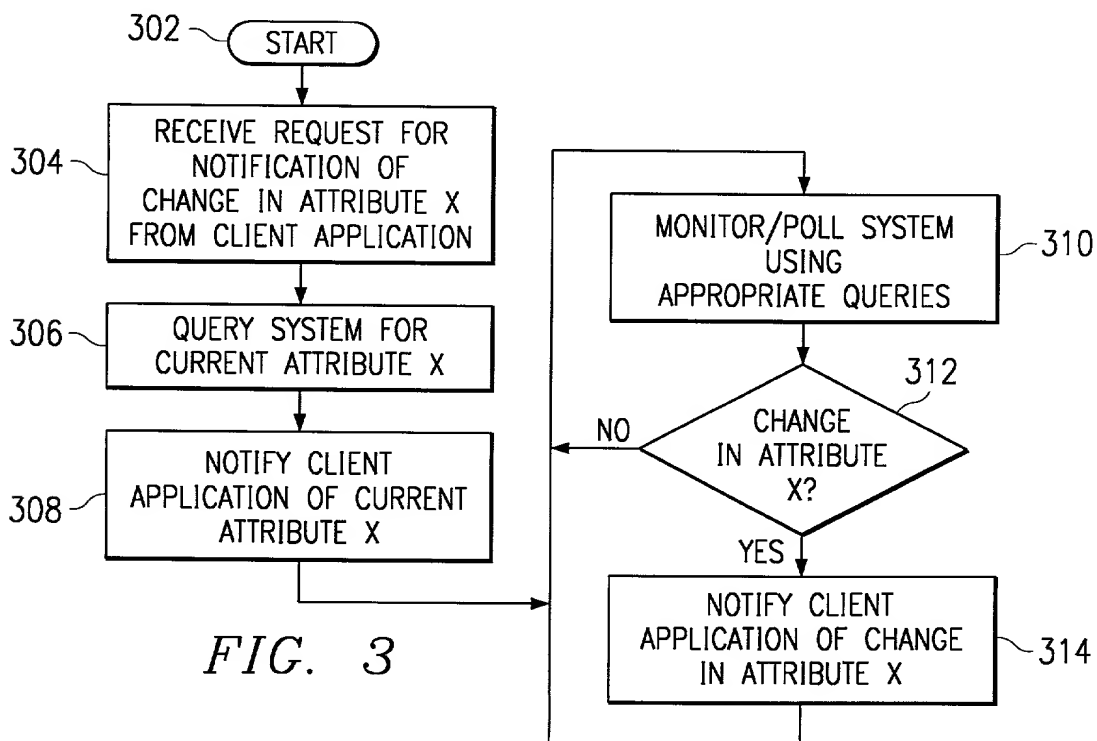 302
START
304
RECEIVE REQUEST FOR
NOTIFICATION OF
CHANGE IN ATTRIBUTE X
FROM CLIENT APPLICATION
306
QUERY SYSTEM FOR
CURRENT ATTRIBUTE X
308
NOTIFY CLIENT
APPLICATION OF CURRENT
ATTRIBUTE X
MONITOR/POLL SYSTEM
USING
APPROPRIATE QUERIES
310
312
CHANGE
IN ATTRIBUTE
X?
NO
YES
NOTIFY CLIENT
APPLICATION OF CHANGE
IN ATTRIBUTE X
314
FIG. 3